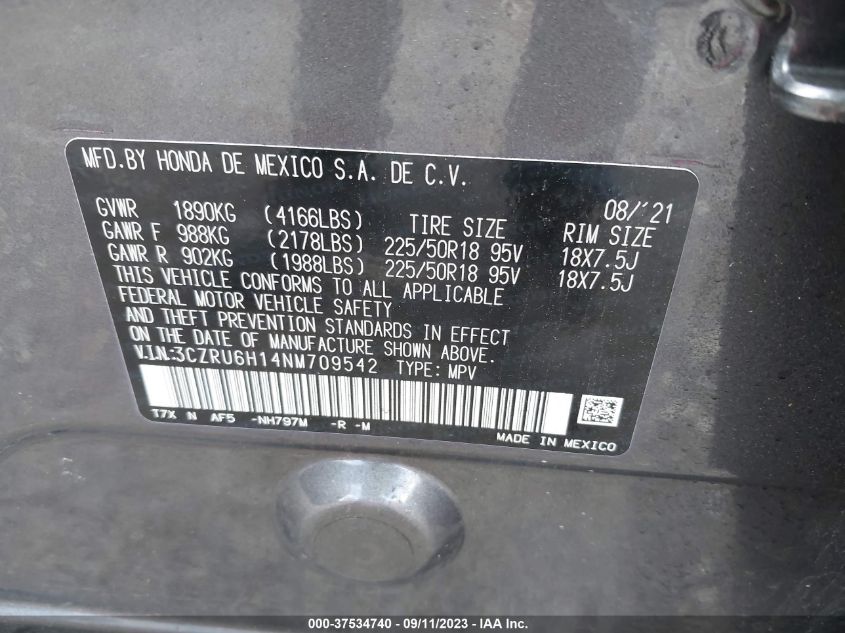 MFD.BY HONDA DE MEXICO S.A. DE C.V.
08/'21
GVWR 1890KG (4166LBS) TIRE SIZE RIM SIZE
GAWR F 988KG (2178LBS) 225/50R18 95V 18X7.5J
GAWR R 902KG (1988LBS) 225/50R18 95V 18X7.5J
THIS VEHICLE CONFORMS TO ALL APPLICABLE
FEDERAL MOTOR VEHICLE SAFETY
AND THEFT PREVENTION STANDARDS IN EFFECT
ON THE DATE OF MANUFACTURE SHOWN ABOVE.
V.I.N.:3CZRU6H14NM709542 TYPE: MPV
T7X N AF5 -NH797M -R -M
MADE IN MEXICO
000-37534740 - 09/11/2023 - IAA Inc.